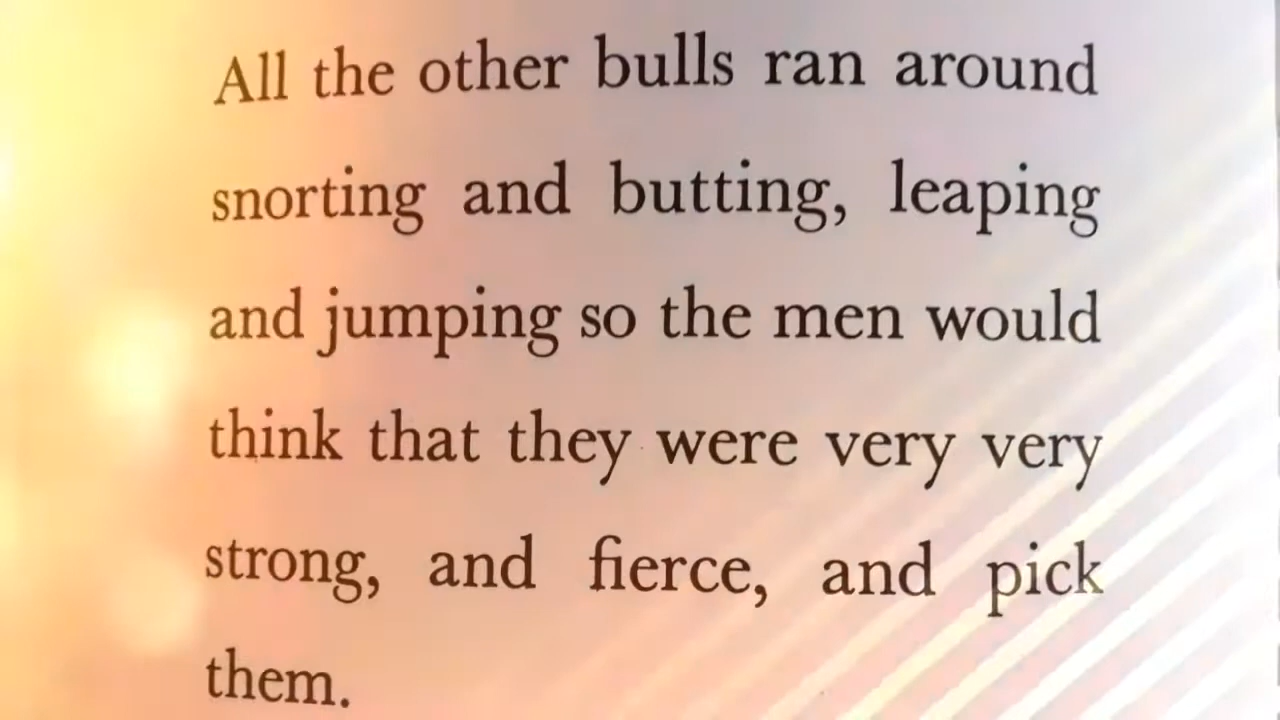 All the other bulls ran around
snorting and butting, leaping
and jumping so the men would
think that they were very very
strong, and fierce, and pick
them.